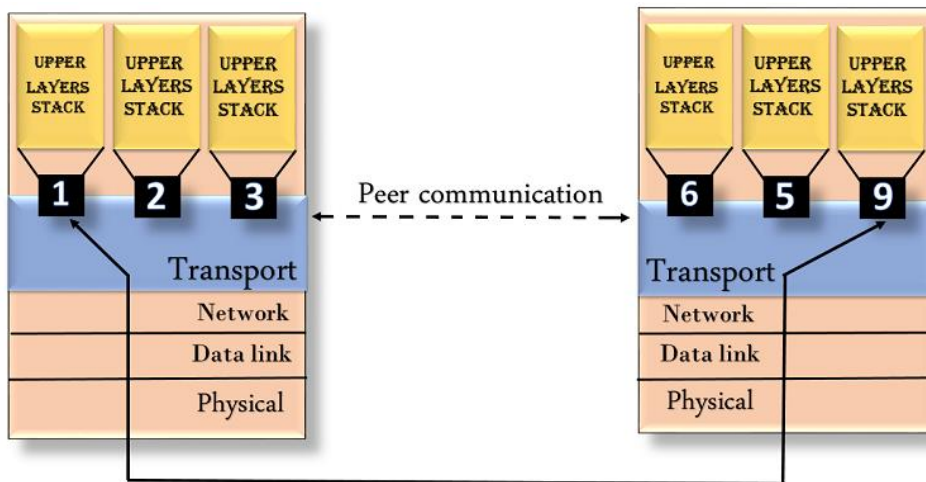 UPPER
LAYERS
STACK
UPPER
LAYERS
STACK
UPPER
LAYERS
STACK
1
2
3
Transport
Network
Data link
Physical
Peer communication
UPPER
LAYERS
STACK
UPPER
LAYERS
STACK
UPPER
LAYERS
STACK
6
5
9
Transport
Network
Data link
Physical